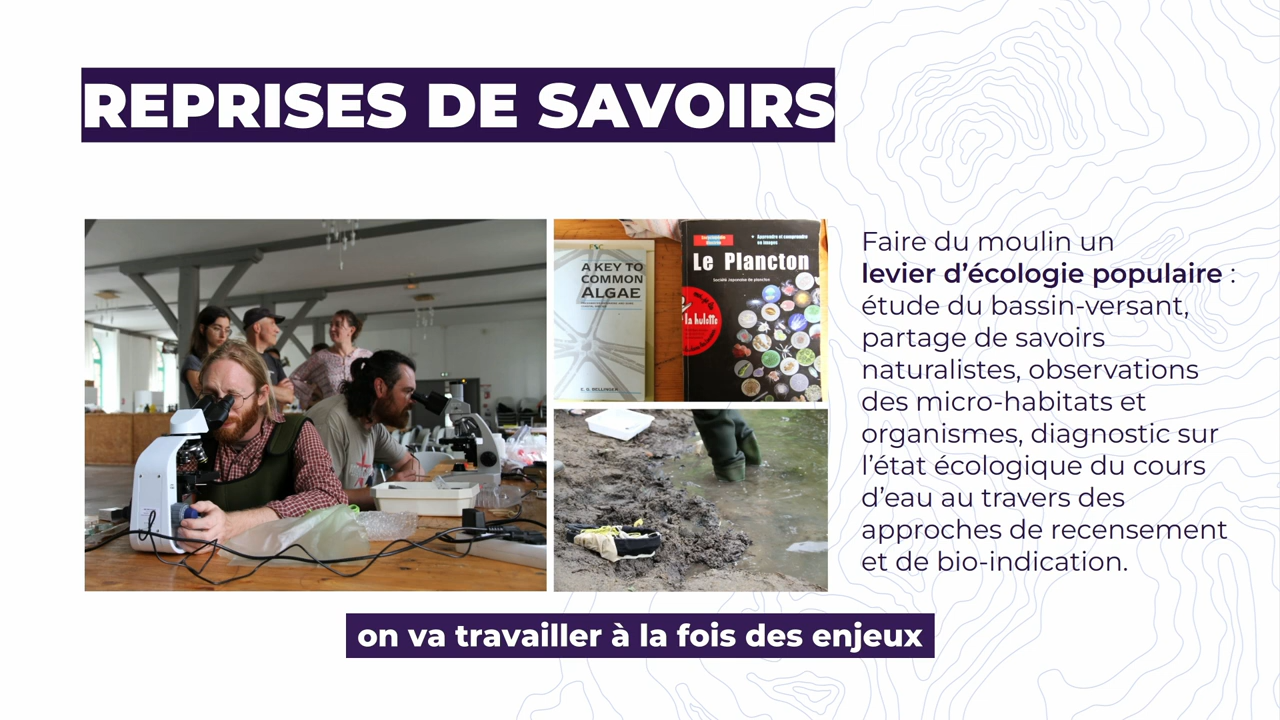 REPRISES DE SAVOIRS
A KEY TO
COMMON
ALGAE
Le Plancton
la hulotte
Faire du moulin un
levier d’écologie populaire :
étude du bassin-versant,
partage de savoirs
naturalistes, observations
des micro-habitats et
organismes, diagnostic sur
l’état écologique du cours
d’eau au travers des
approches de recensement
et de bio-indication.
on va travailler à la fois des enjeux